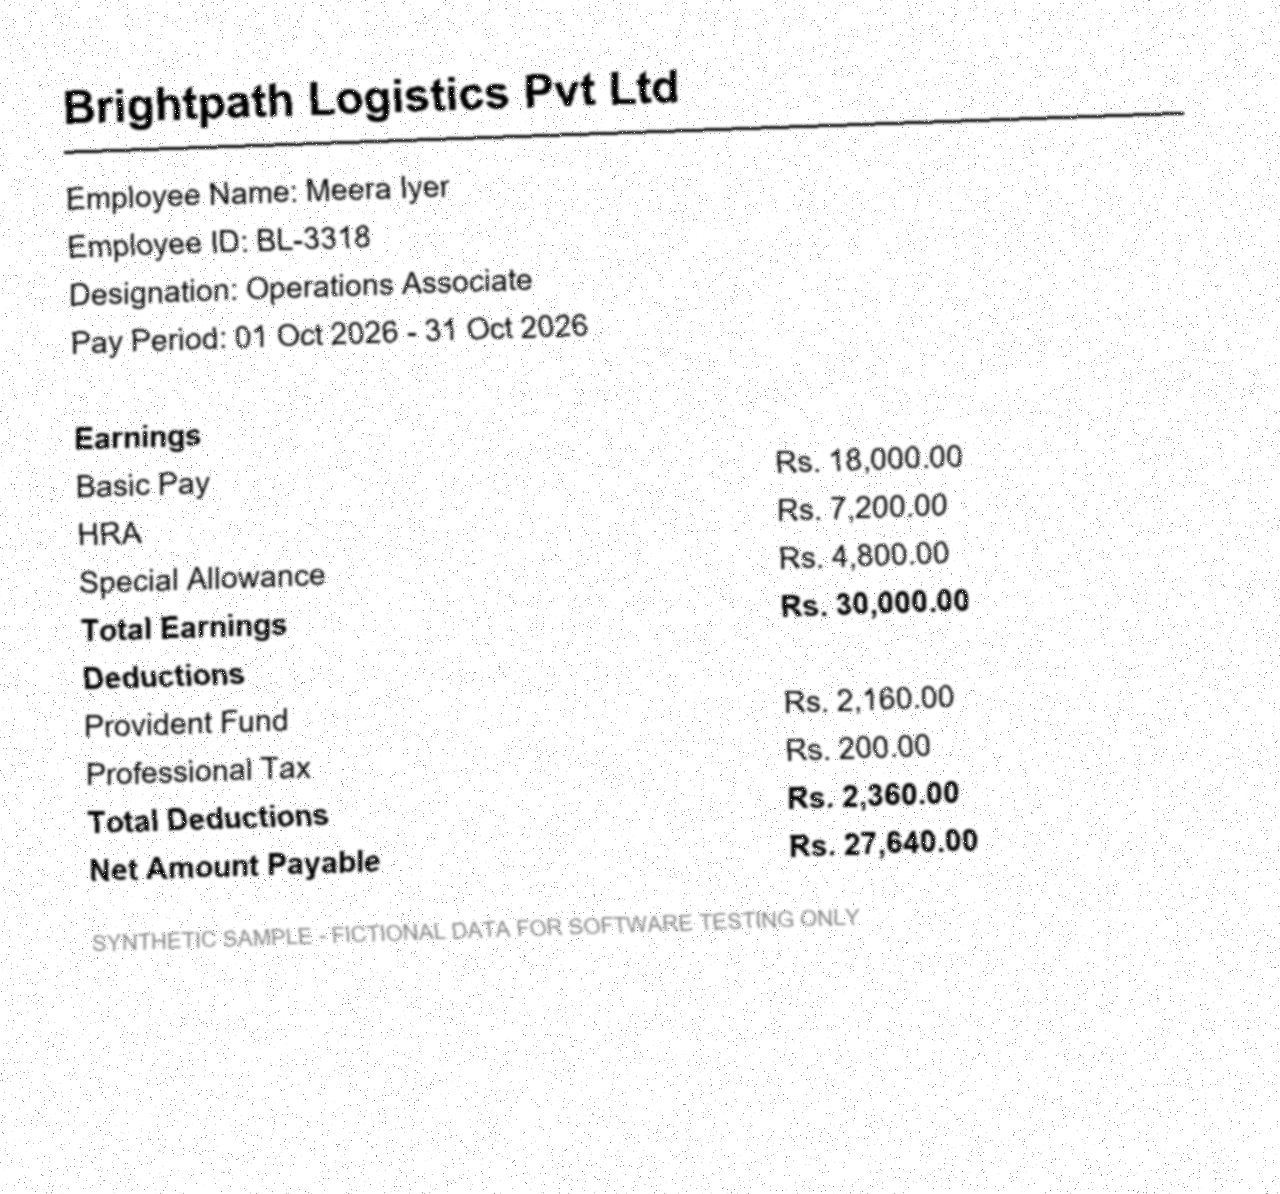 Brightpath Logistics Pvt Ltd
Employee Name: Meera Iyer
Employee ID: BL-3318
Designation: Operations Associate
Pay Period: 01 Oct 2026 - 31 Oct 2026
Earnings
Basic Pay Rs. 18,000.00
HRA Rs. 7,200.00
Special Allowance Rs. 4,800.00
Total Earnings Rs. 30,000.00
Deductions
Provident Fund Rs. 2,160.00
Professional Tax Rs. 200.00
Total Deductions Rs. 2,360.00
Net Amount Payable Rs. 27,640.00
SYNTHETIC SAMPLE - FICTIONAL DATA FOR SOFTWARE TESTING ONLY